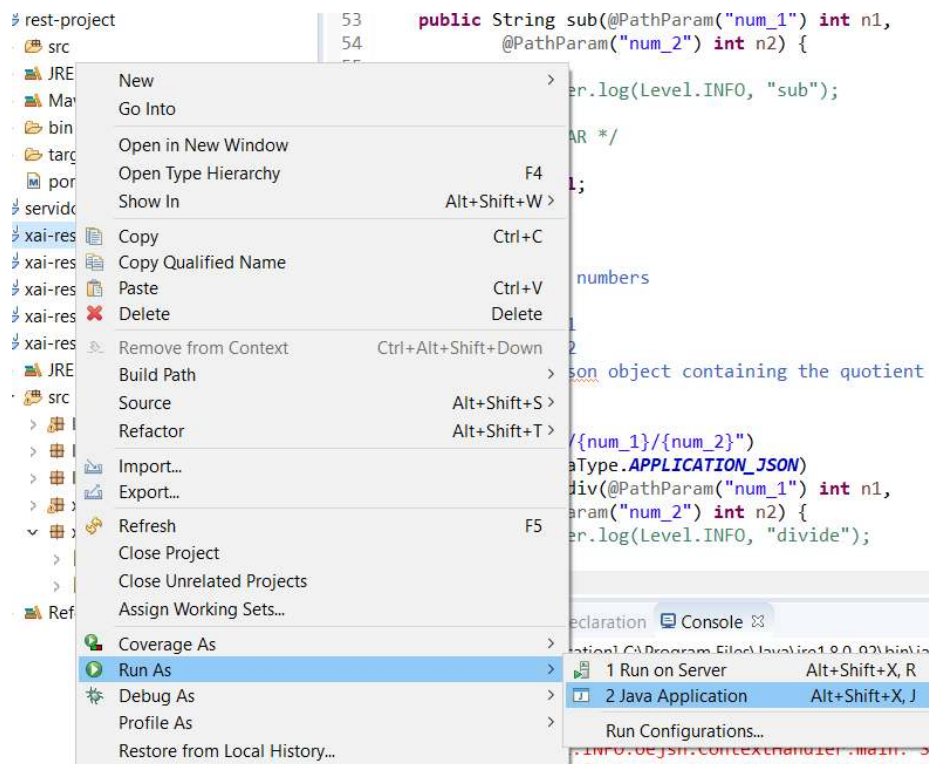 rest-project
src
JRE
Ma
bin
targ
servido
xai-res
xai-res
xai-res
xai-res
xai-res
JRE
src
Ref
53 public String sub(@PathParam("num_1") int n1,
54 @PathParam("num_2") int n2) {
er.log(Level.INFO, "sub");
AR */
1;
numbers
1
2
son object containing the quotient
/{num_1}/{num_2}")
aType.APPLICATION_JSON)
div(@PathParam("num_1") int n1,
aram("num_2") int n2) {
er.log(Level.INFO, "divide");
New
Go Into
Open in New Window
Open Type Hierarchy F4
Show In Alt+Shift+W
Copy Ctrl+C
Copy Qualified Name
Paste Ctrl+V
Delete Delete
Remove from Context Ctrl+Alt+Shift+Down
Build Path
Source Alt+Shift+S
Refactor Alt+Shift+T
Import...
Export...
Refresh F5
Close Project
Close Unrelated Projects
Assign Working Sets...
Coverage As
Run As
Debug As
Profile As
Restore from Local History...
eclaration Console
1 Run on Server Alt+Shift+X, R
2 Java Application Alt+Shift+X, J
Run Configurations...